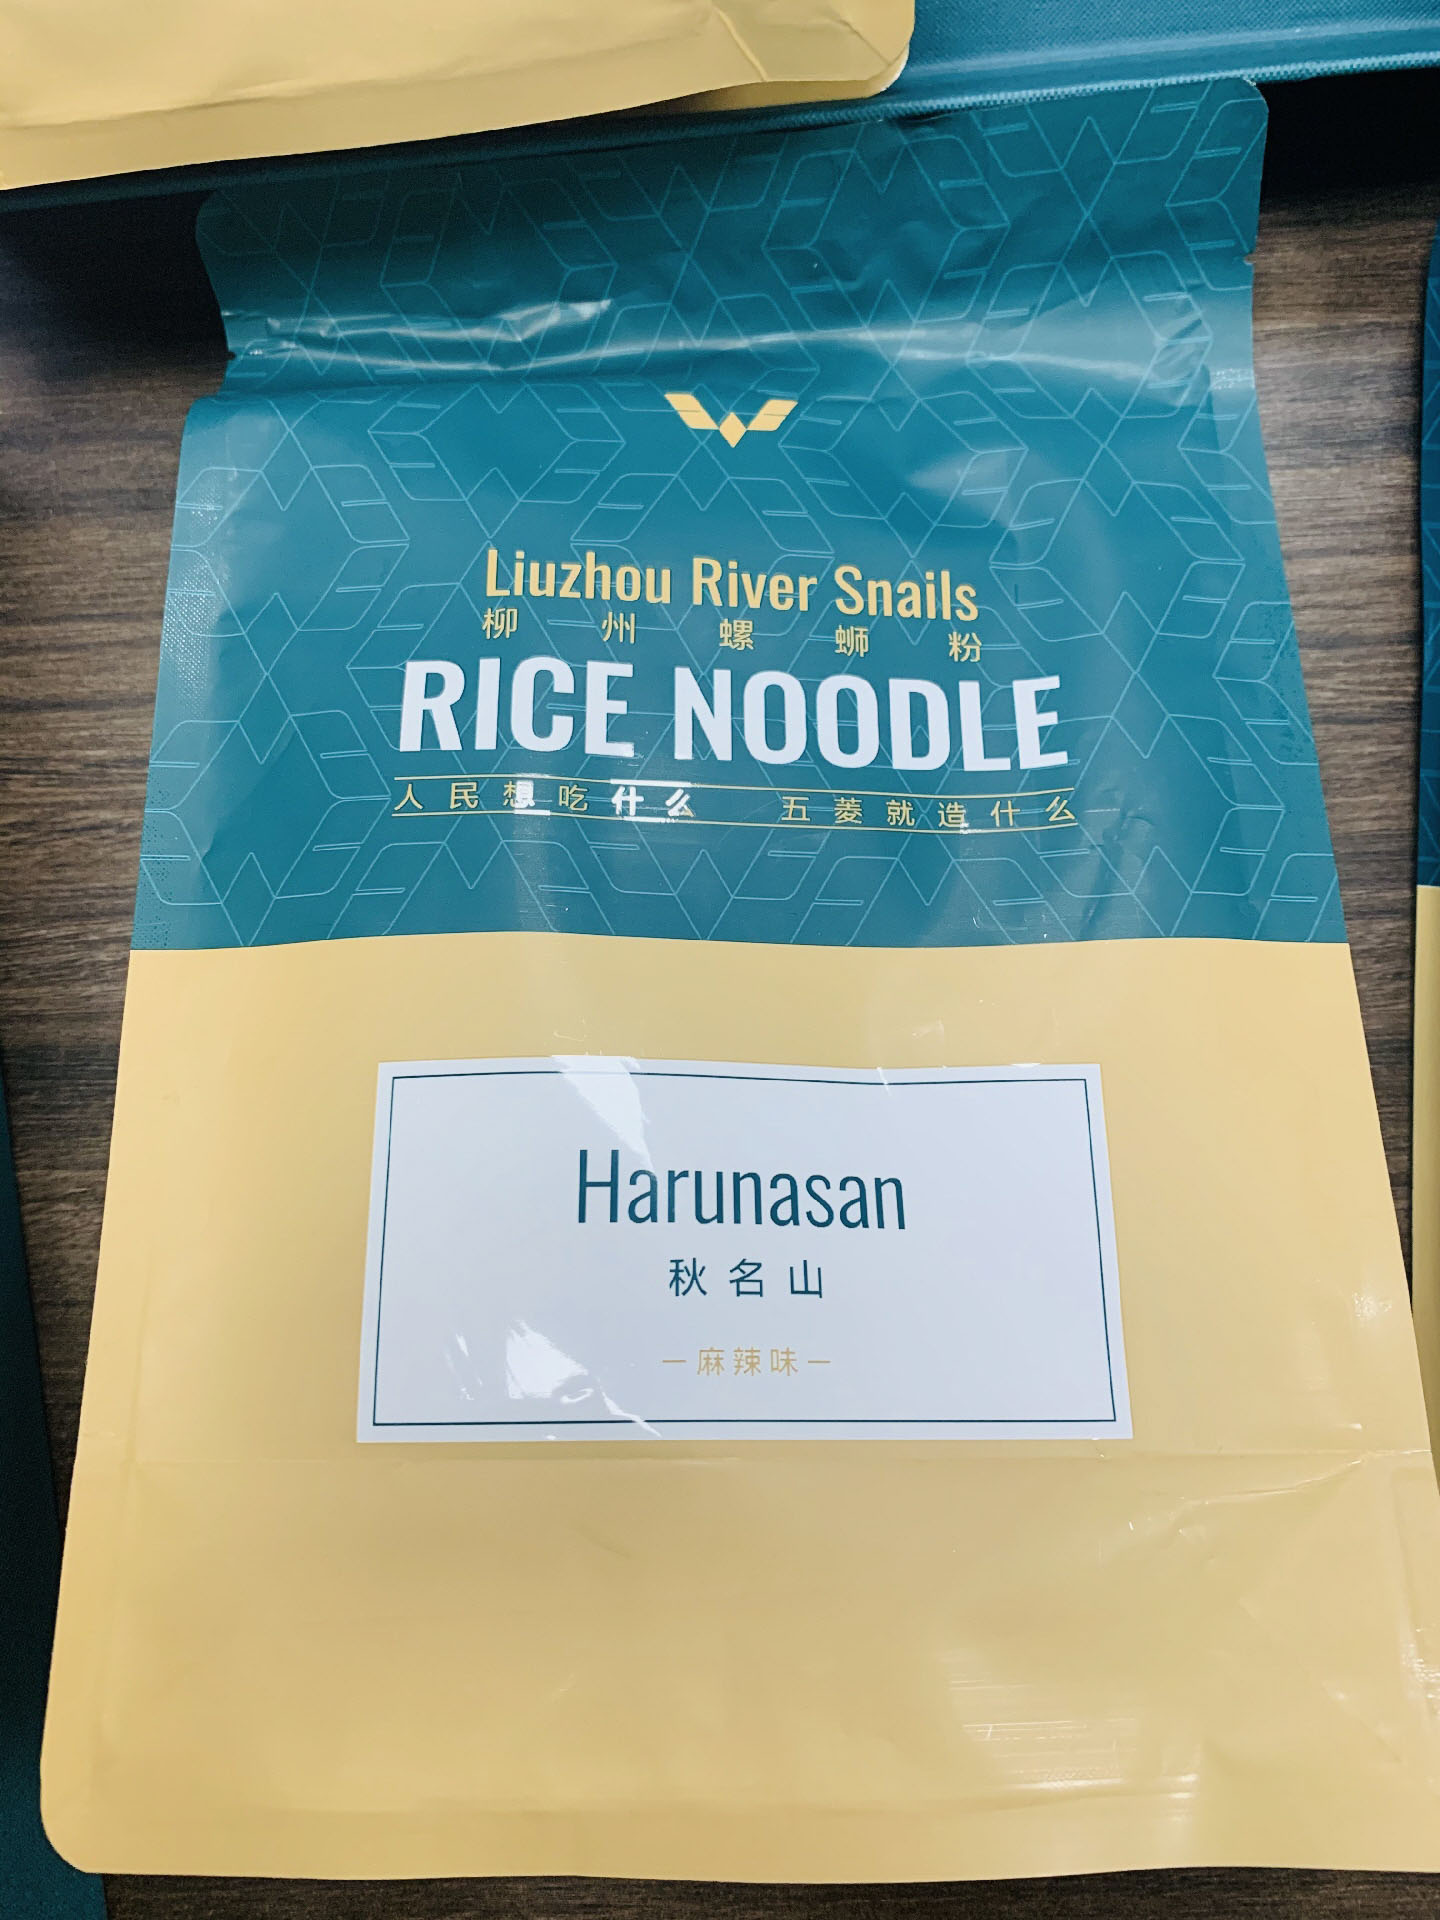 Liuzhou River Snails
柳州螺蛳粉
RICE NOODLE
人民想吃什么 五菱就造什么
Harunasan
秋名山
—麻辣味—